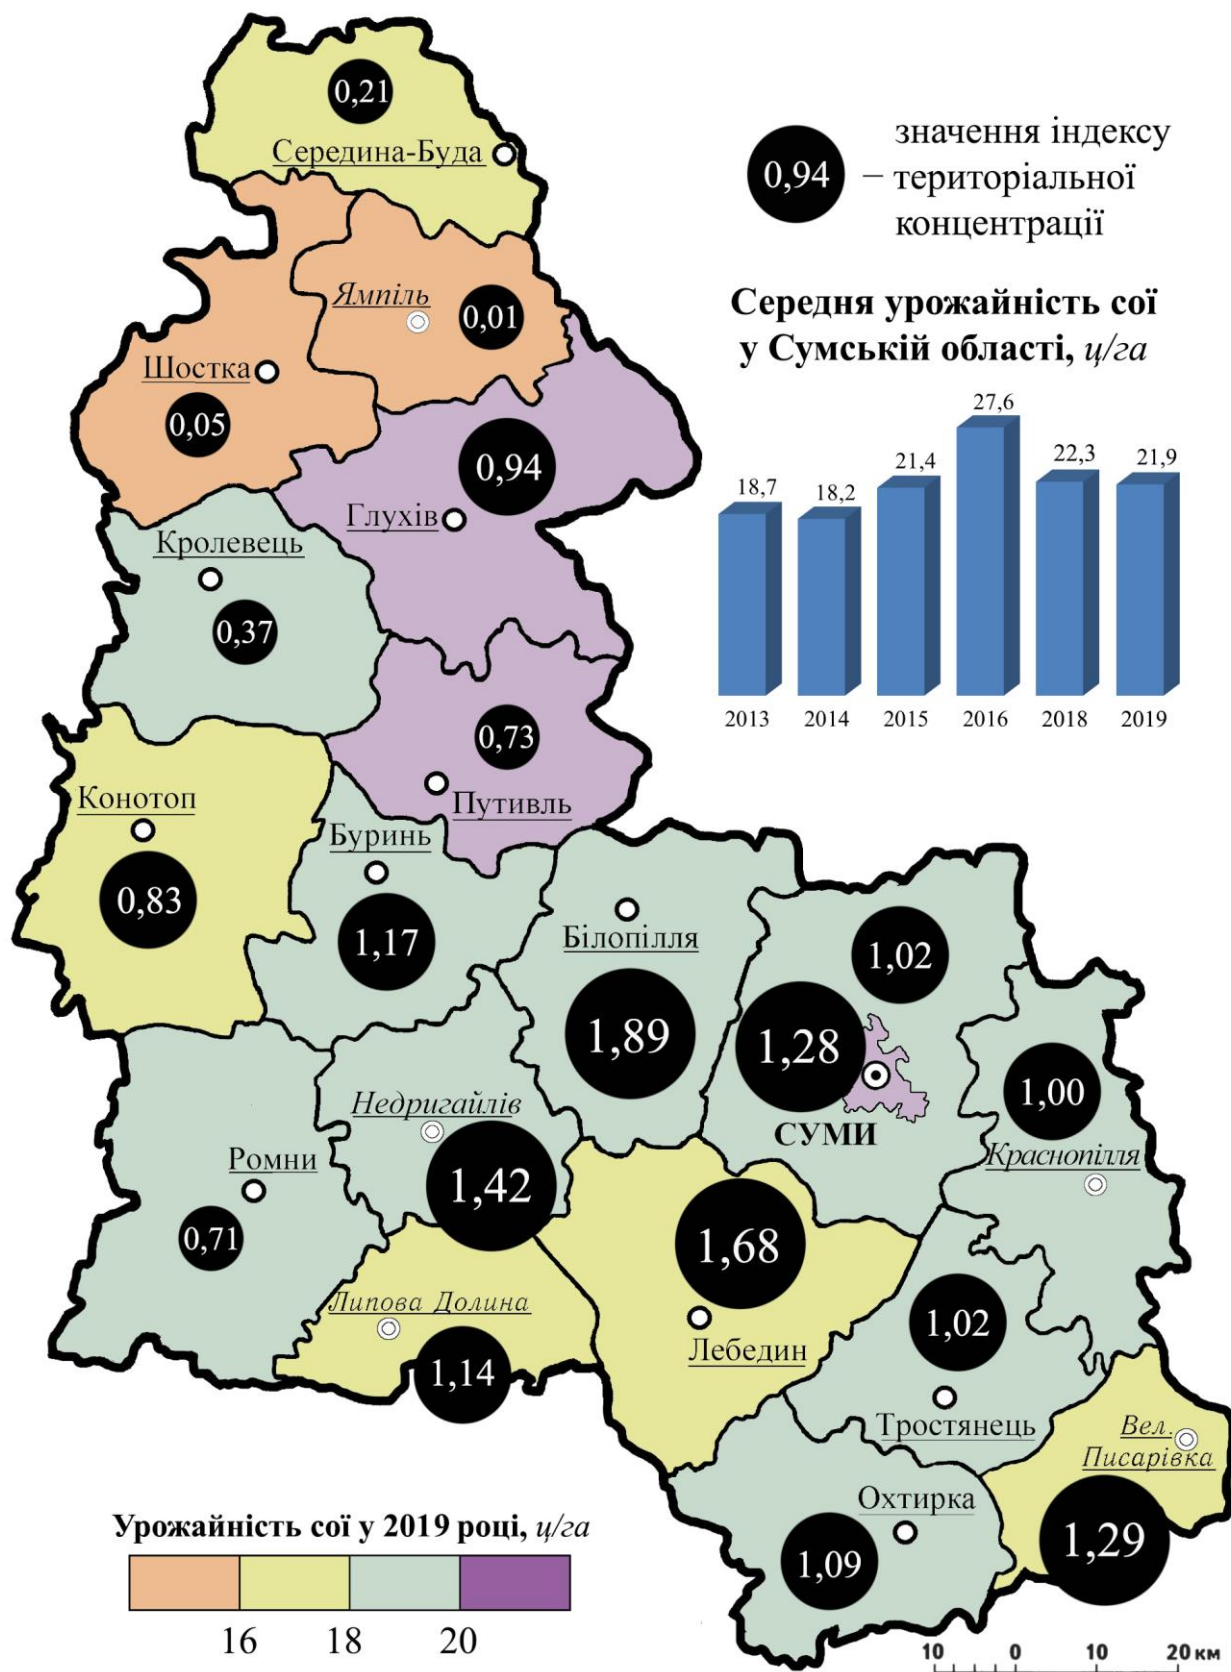 0,21
Середина-Буда
0,94
значення індексу
– територіальної
концентрації
Ямпіль
0,01
Шостка
0,05
Середня урожайність сої
у Сумській області, ц/га
18,7
18,2
21,4
27,6
22,3
21,9
2013
2014
2015
2016
2018
2019
0,94
Глухів
Кролевець
0,37
0,73
Путивль
Конотоп
0,83
Буринь
1,17
Білопілля
1,89
1,02
1,28
СУМИ
1,00
Краснопілля
Недригайлів
1,42
Ромни
0,71
Липова Долина
1,14
1,68
Лебедин
1,02
Тростянець
Вел.
Писарівка
1,29
Охтирка
1,09
Урожайність сої у 2019 році, ц/га
16
18
20
10
0
10
20 км